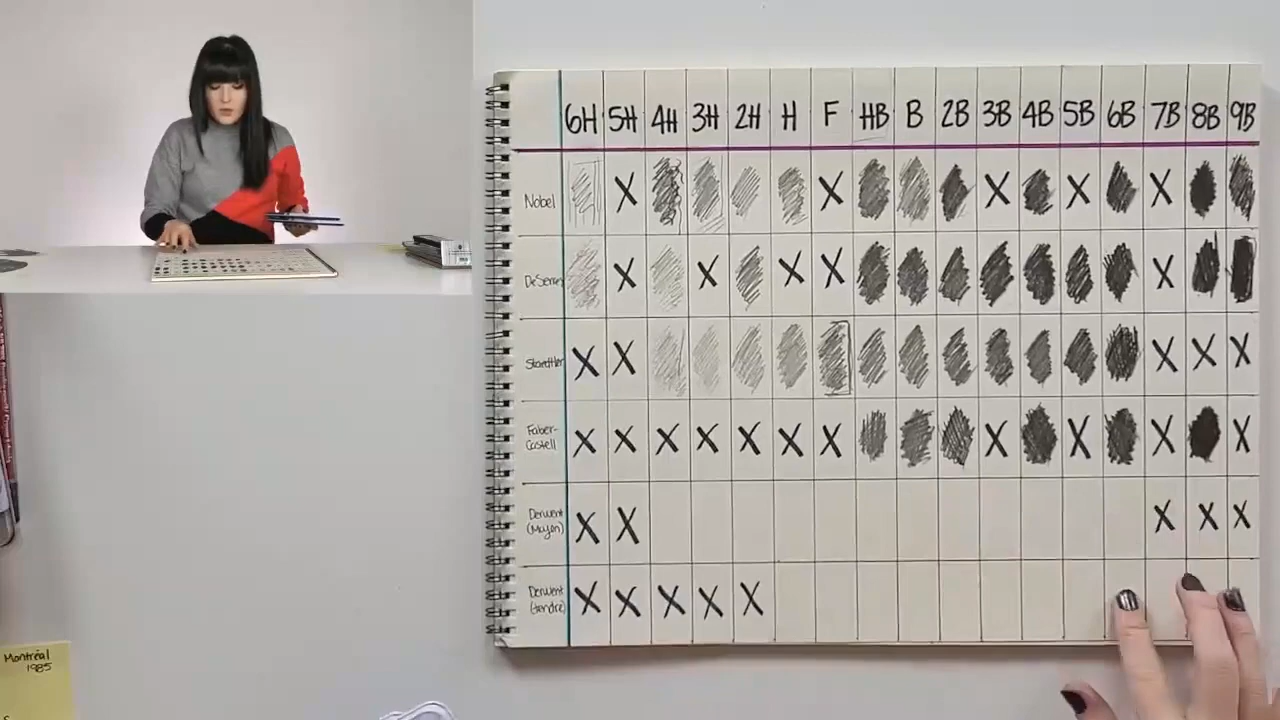 6H 5H 4H 3H 2H H F HB B 2B 3B 4B 5B 6B 7B 8B 9B
Nobel X X X X X
DeSerres X X X X X
Staedtler X X X X X
Faber-
Castell X X X X X X X X X X X
Derwent
(Moyen) X X X X X
Derwent
(tendre) X X X X X
Montréal
1985